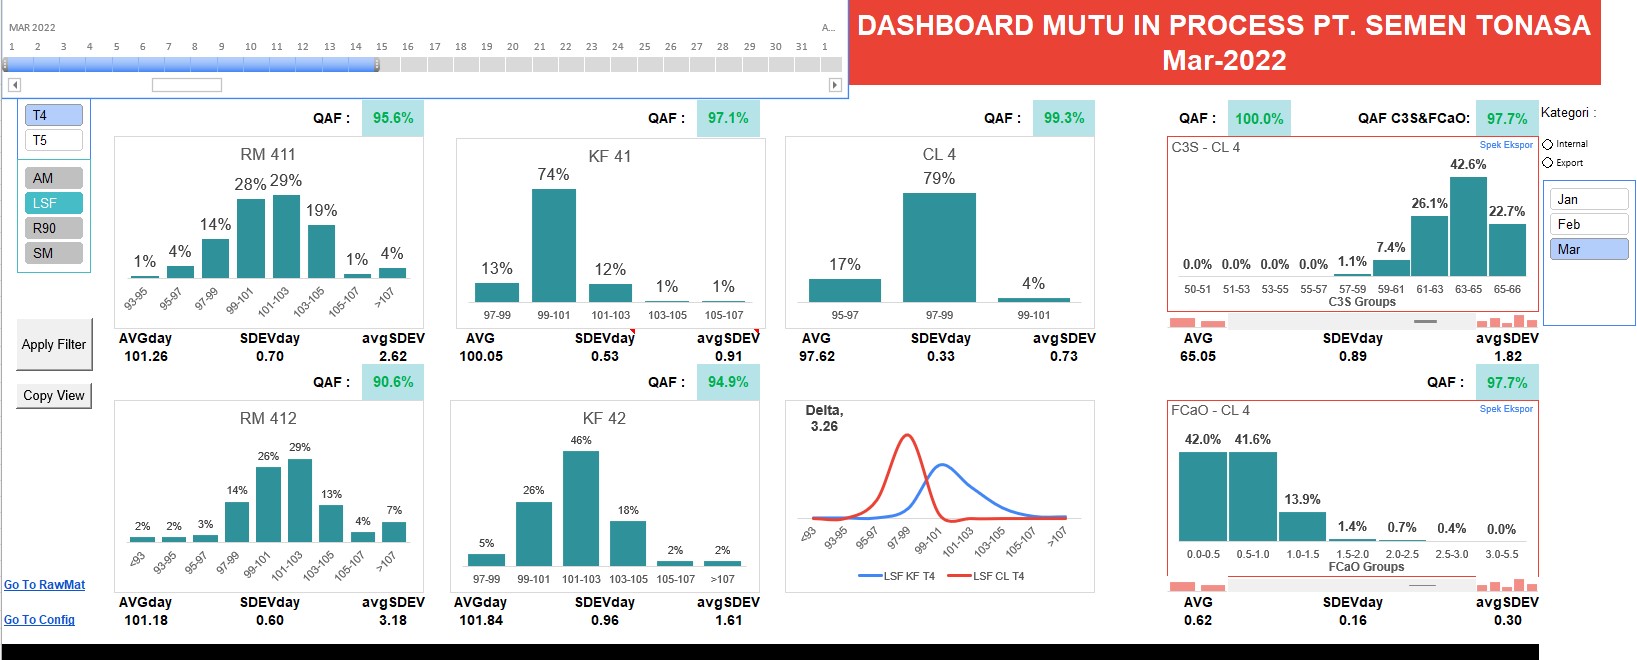 MAR 2022
A...
1 2 3 4 5 6 7 8 9 10 11 12 13 14 15 16 17 18 19 20 21 22 23 24 25 26 27 28 29 30 31 1
DASHBOARD MUTU IN PROCESS PT. SEMEN TONASA
Mar-2022
T4
T5
AM
LSF
R90
SM
Apply Filter
Copy View
Go To RawMat
Go To Config
QAF : 95.6%
RM 411
1% 4% 14% 28% 29% 19% 1% 4%
93-95 95-97 97-99 99-101 101-103 103-105 105-107 >107
AVGday SDEVday avgSDEV
101.26 0.70 2.62
QAF : 97.1%
KF 41
13% 74% 12% 1% 1%
97-99 99-101 101-103 103-105 105-107
AVG SDEVday avgSDEV
100.05 0.53 0.91
QAF : 99.3%
CL 4
17% 79% 4%
95-97 97-99 99-101
AVG SDEVday avgSDEV
97.62 0.33 0.73
QAF : 100.0% QAF C3S&FCaO: 97.7%
C3S - CL 4
Spek Ekspor
0.0% 0.0% 0.0% 0.0% 1.1% 7.4% 26.1% 42.6% 22.7%
50-51 51-53 53-55 55-57 57-59 59-61 61-63 63-65 65-66
C3S Groups
AVG SDEVday avgSDEV
65.05 0.89 1.82
Kategori :
Internal
Export
Jan
Feb
Mar
QAF : 90.6%
RM 412
2% 2% 3% 14% 26% 29% 13% 4% 7%
<93 93-95 95-97 97-99 99-101 101-103 103-105 105-107 >107
AVGday SDEVday avgSDEV
101.18 0.60 3.18
QAF : 94.9%
KF 42
5% 26% 46% 18% 2% 2%
97-99 99-101 101-103 103-105 105-107 >107
AVG SDEVday avgSDEV
101.84 0.96 1.61
Delta,
3.26
<93 93-95 95-97 97-99 99-101 101-103 103-105 105-107 >107
LSF KF T4 LSF CL T4
QAF : 97.7%
FCaO - CL 4
Spek Ekspor
42.0% 41.6% 13.9% 1.4% 0.7% 0.4% 0.0%
0.0-0.5 0.5-1.0 1.0-1.5 1.5-2.0 2.0-2.5 2.5-3.0 3.0-5.5
FCaO Groups
AVG SDEVday avgSDEV
0.62 0.16 0.30